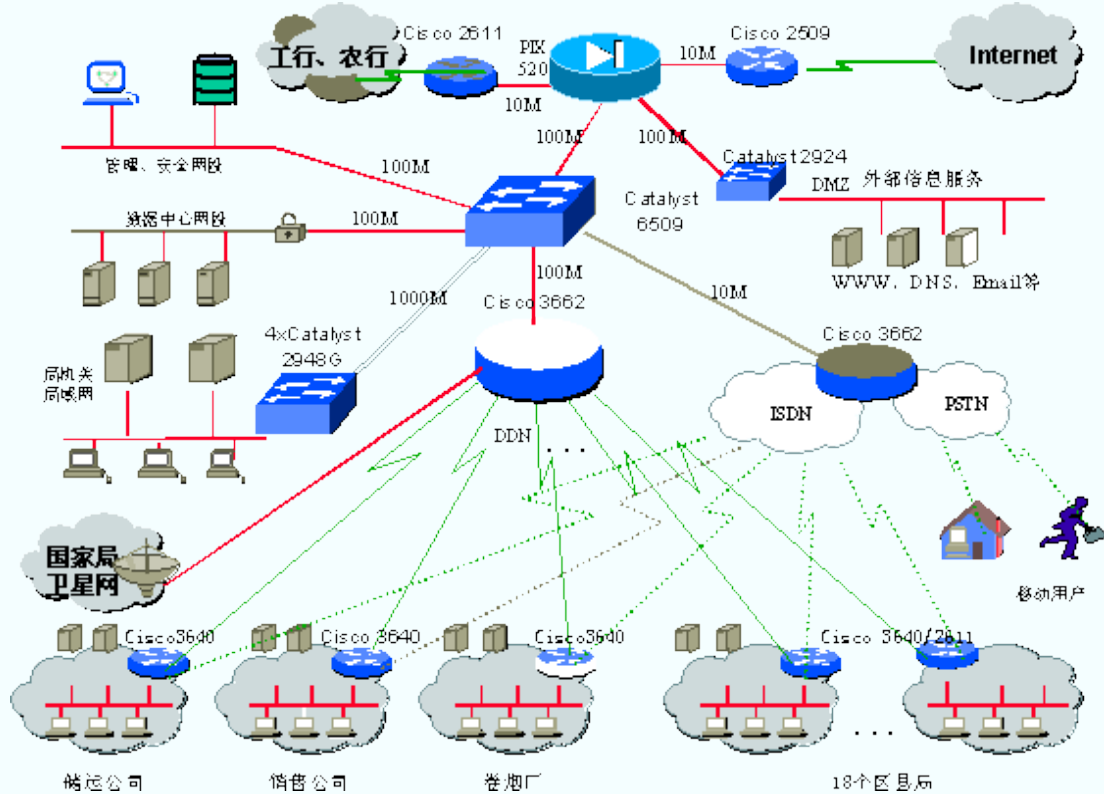 工行、农行
Cisco 2611
PIX
520
10M
Cisco 2509
Internet
10M
100M
100M
管理、安全网段
100M
Catalyst2924
DMZ
外部信息服务
Catalyst
6509
数据中心网段
100M
WWW、DNS、Email等
100M
1000M
10M
Cisco 3662
Cisco 3662
4xCatalyst
2948G
局机关
局域网
ISDN
PSTN
DDN
...
国家局
卫星网
移动用户
Cisco3640
Cisco 3640
Cisco3640
Cisco 3640/2611
...
储运公司
销售公司
卷烟厂
18个区县局